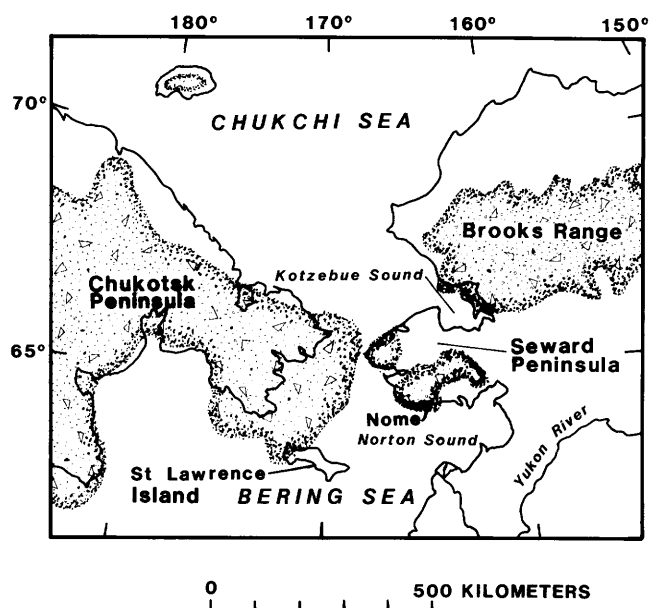 180° 170° 160° 150°
70°
CHUKCHI SEA
Brooks Range
Kotzebue Sound
Chukotsk
Peninsula
65°
Seward
Peninsula
Nome
Norton Sound
Yukon River
St Lawrence
Island
BERING SEA
0 500 KILOMETERS